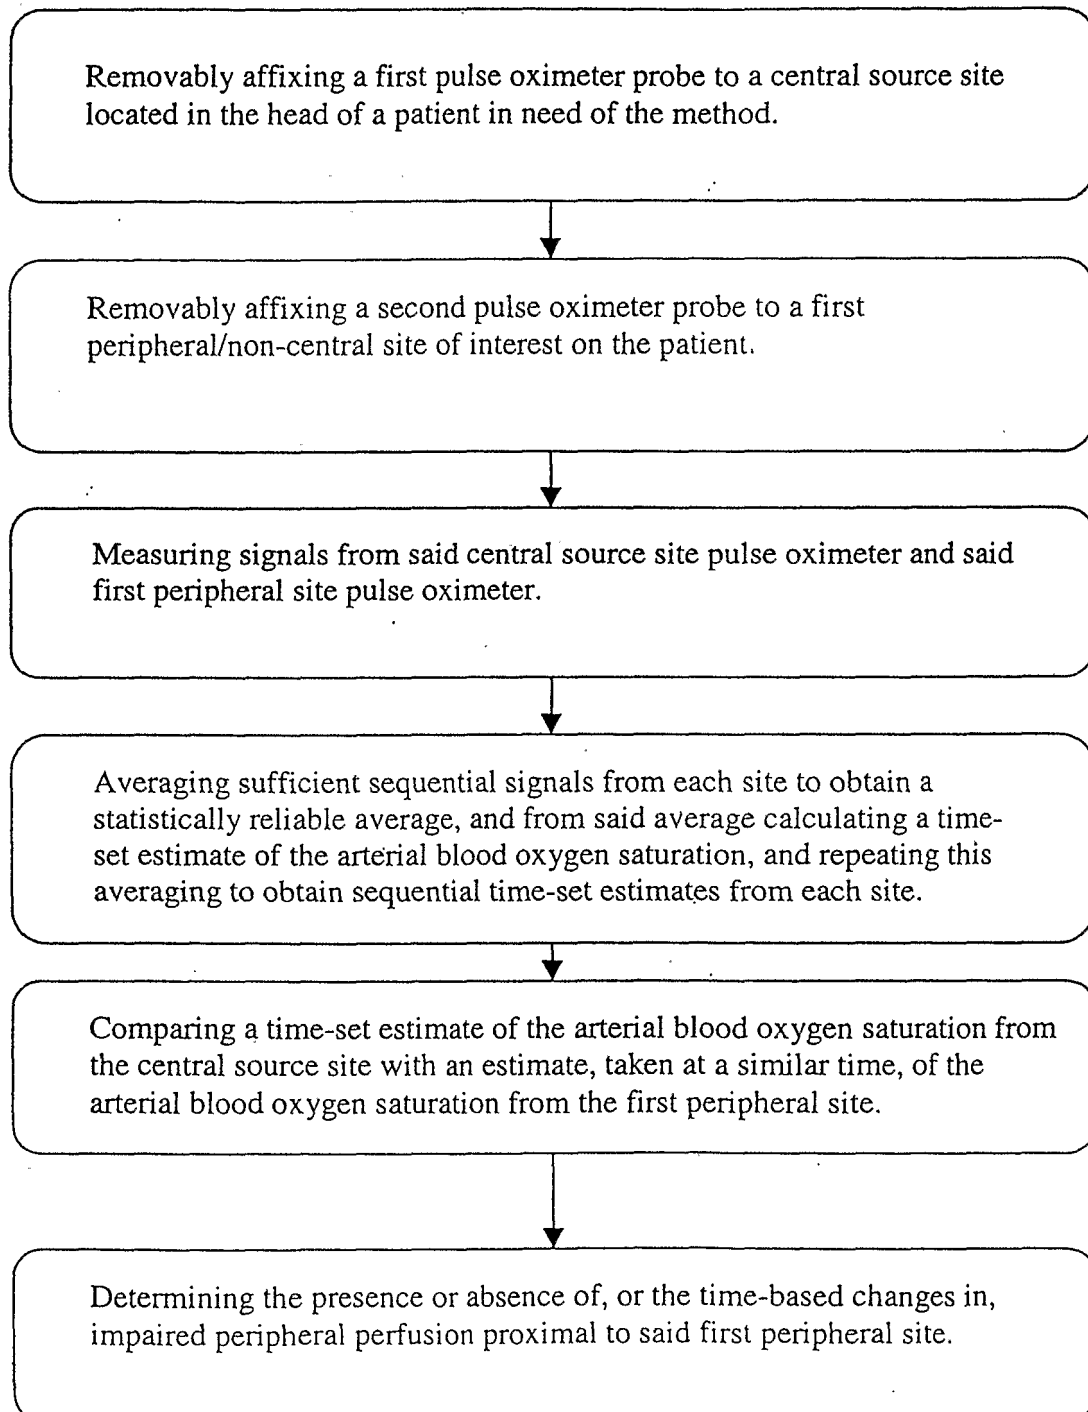 Removably affixing a first pulse oximeter probe to a central source site
located in the head of a patient in need of the method.
Removably affixing a second pulse oximeter probe to a first
peripheral/non-central site of interest on the patient.
Measuring signals from said central source site pulse oximeter and said
first peripheral site pulse oximeter.
Averaging sufficient sequential signals from each site to obtain a
statistically reliable average, and from said average calculating a time-
set estimate of the arterial blood oxygen saturation, and repeating this
averaging to obtain sequential time-set estimates from each site.
Comparing a time-set estimate of the arterial blood oxygen saturation from
the central source site with an estimate, taken at a similar time, of the
arterial blood oxygen saturation from the first peripheral site.
Determining the presence or absence of, or the time-based changes in,
impaired peripheral perfusion proximal to said first peripheral site.